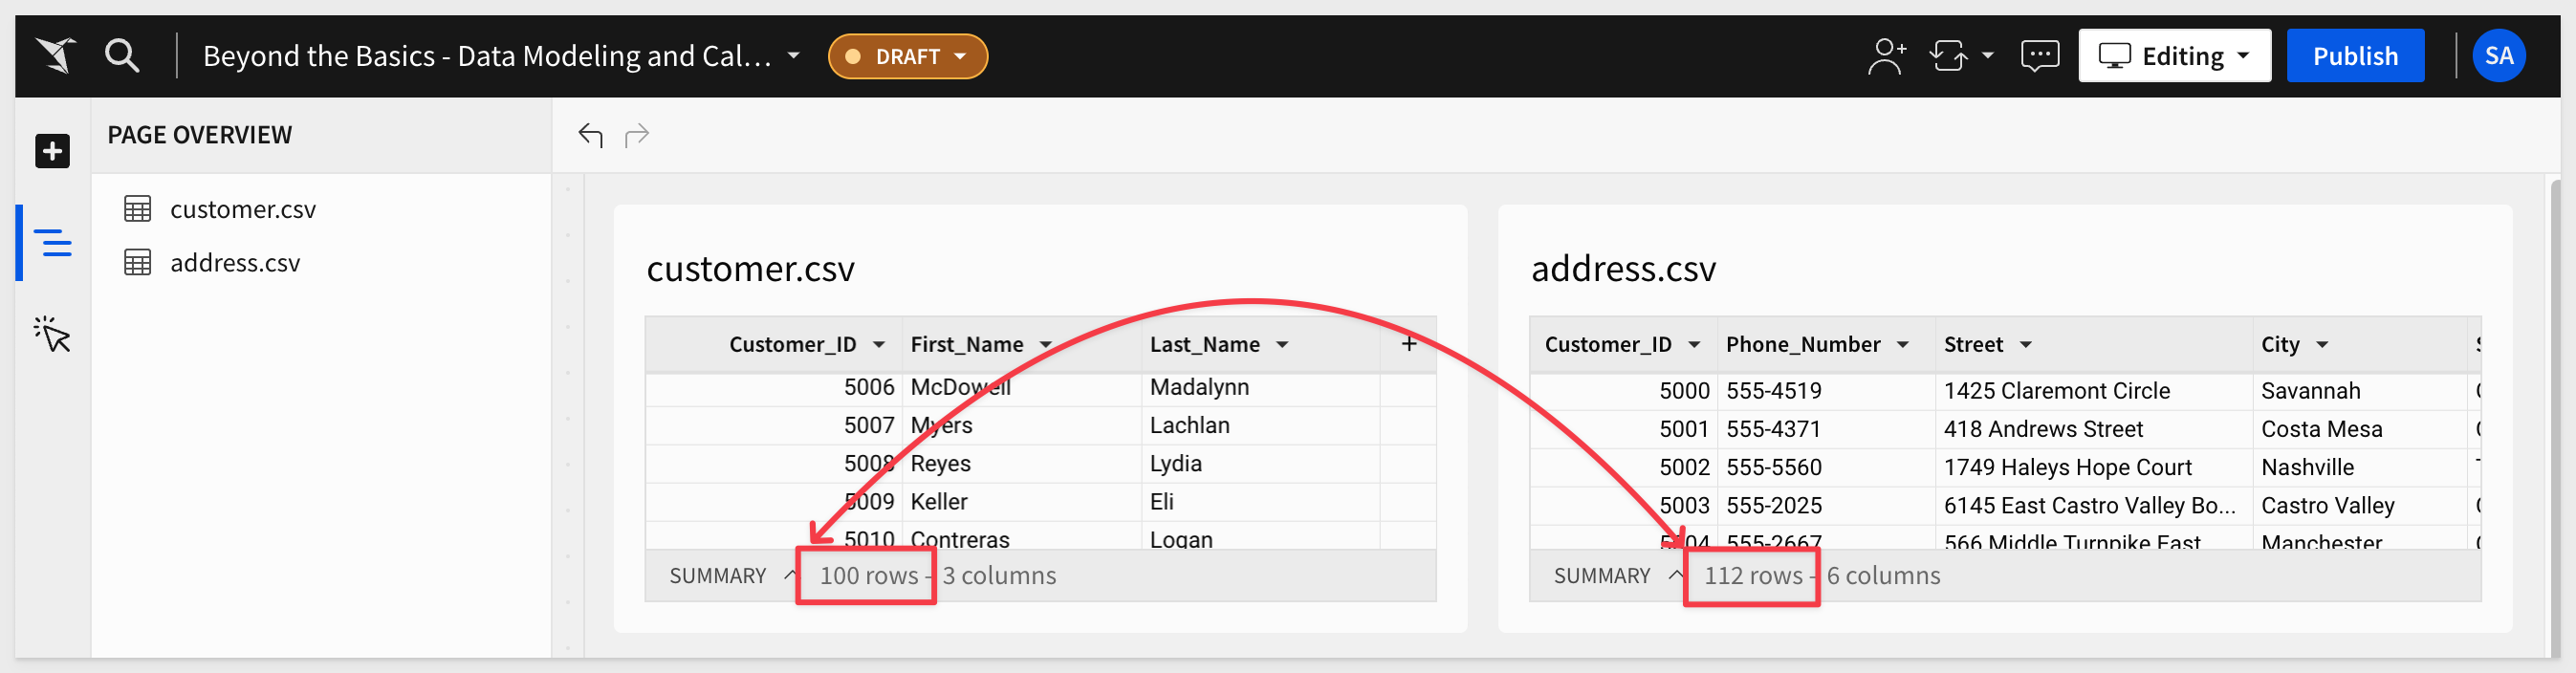 Beyond the Basics - Data Modeling and Cal...
DRAFT
Editing
Publish
SA
PAGE OVERVIEW
customer.csv
address.csv
customer.csv
Customer_ID First_Name Last_Name +
5006 McDowell Madalynn
5007 Myers Lachlan
5008 Reyes Lydia
5009 Keller Eli
5010 Contreras Logan
SUMMARY 100 rows - 3 columns
address.csv
Customer_ID Phone_Number Street City
5000 555-4519 1425 Claremont Circle Savannah
5001 555-4371 418 Andrews Street Costa Mesa
5002 555-5560 1749 Haleys Hope Court Nashville
5003 555-2025 6145 East Castro Valley Bo... Castro Valley
5004 555-2667 566 Middle Turnpike East Manchester
SUMMARY 112 rows - 6 columns